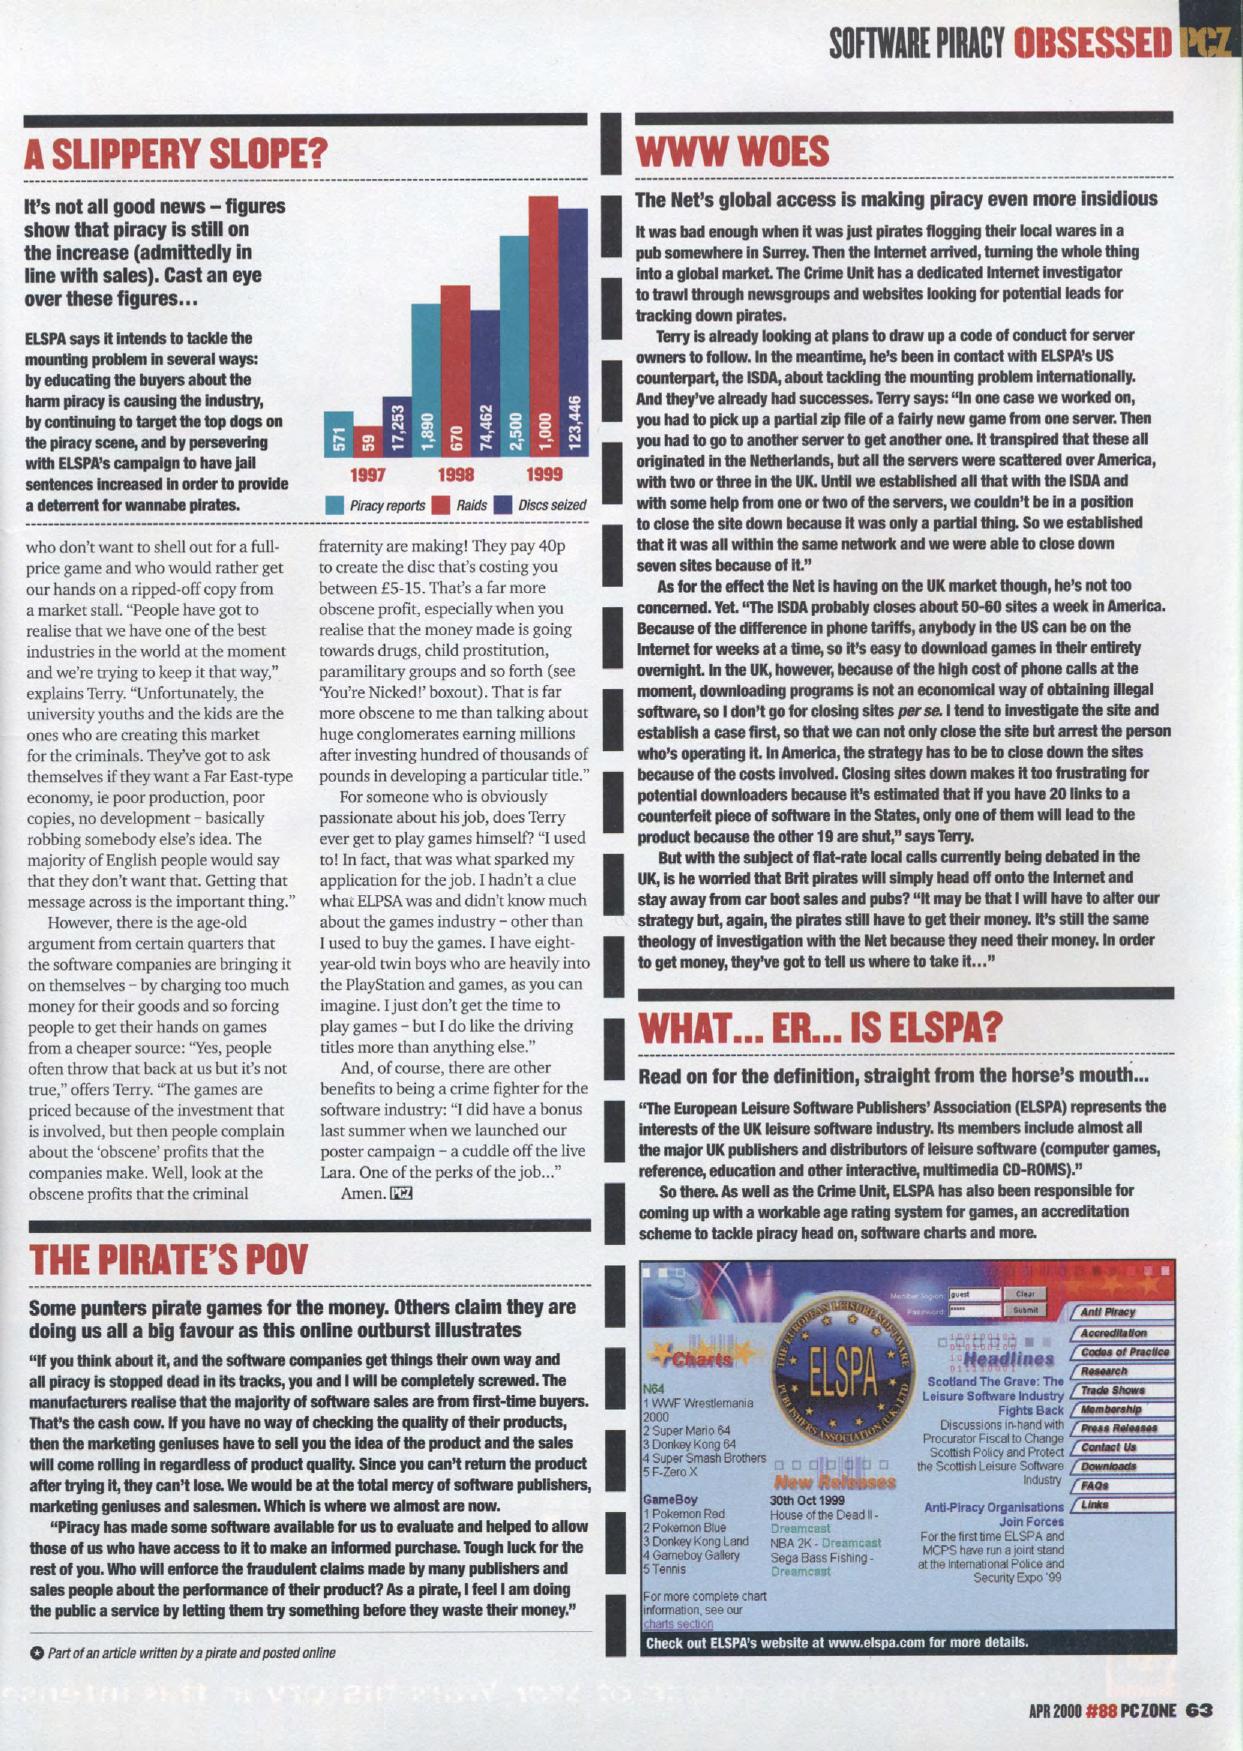 SOFTWARE PIRACY OBSESSED PCZ
A SLIPPERY SLOPE?
It's not all good news – figures
show that piracy is still on
the increase (admittedly in
line with sales). Cast an eye
over these figures...
ELSPA says it intends to tackle the
mounting problem in several ways:
by educating the buyers about the
harm piracy is causing the industry,
by continuing to target the top dogs on
the piracy scene, and by persevering
with ELSPA's campaign to have jail
sentences increased in order to provide
a deterrent for wannabe pirates.
571
59
17,253
1,890
670
74,462
2,500
1,000
123,446
1997 1998 1999
Piracy reports Raids Discs seized
who don't want to shell out for a full-
price game and who would rather get
our hands on a ripped-off copy from
a market stall. “People have got to
realise that we have one of the best
industries in the world at the moment
and we're trying to keep it that way,”
explains Terry. “Unfortunately, the
university youths and the kids are the
ones who are creating this market
for the criminals. They've got to ask
themselves if they want a Far East-type
economy, ie poor production, poor
copies, no development – basically
robbing somebody else's idea. The
majority of English people would say
that they don't want that. Getting that
message across is the important thing.”
However, there is the age-old
argument from certain quarters that
the software companies are bringing it
on themselves – by charging too much
money for their goods and so forcing
people to get their hands on games
from a cheaper source: “Yes, people
often throw that back at us but it's not
true,” offers Terry. “The games are
priced because of the investment that
is involved, but then people complain
about the ‘obscene’ profits that the
companies make. Well, look at the
obscene profits that the criminal
fraternity are making! They pay 40p
to create the disc that's costing you
between £5-15. That's a far more
obscene profit, especially when you
realise that the money made is going
towards drugs, child prostitution,
paramilitary groups and so forth (see
‘You're Nicked!’ boxout). That is far
more obscene to me than talking about
huge conglomerates earning millions
after investing hundred of thousands of
pounds in developing a particular title.”
For someone who is obviously
passionate about his job, does Terry
ever get to play games himself? “I used
to! In fact, that was what sparked my
application for the job. I hadn't a clue
what ELPSA was and didn't know much
about the games industry – other than
I used to buy the games. I have eight-
year-old twin boys who are heavily into
the PlayStation and games, as you can
imagine. I just don't get the time to
play games – but I do like the driving
titles more than anything else.”
And, of course, there are other
benefits to being a crime fighter for the
software industry: “I did have a bonus
last summer when we launched our
poster campaign – a cuddle off the live
Lara. One of the perks of the job...”
Amen. PCZ
THE PIRATE'S POV
Some punters pirate games for the money. Others claim they are
doing us all a big favour as this online outburst illustrates
“If you think about it, and the software companies get things their own way and
all piracy is stopped dead in its tracks, you and I will be completely screwed. The
manufacturers realise that the majority of software sales are from first-time buyers.
That's the cash cow. If you have no way of checking the quality of their products,
then the marketing geniuses have to sell you the idea of the product and the sales
will come rolling in regardless of product quality. Since you can't return the product
after trying it, they can't lose. We would be at the total mercy of software publishers,
marketing geniuses and salesmen. Which is where we almost are now.
“Piracy has made some software available for us to evaluate and helped to allow
those of us who have access to it to make an informed purchase. Tough luck for the
rest of you. Who will enforce the fraudulent claims made by many publishers and
sales people about the performance of their product? As a pirate, I feel I am doing
the public a service by letting them try something before they waste their money.”
Part of an article written by a pirate and posted online
WWW WOES
The Net's global access is making piracy even more insidious
It was bad enough when it was just pirates flogging their local wares in a
pub somewhere in Surrey. Then the Internet arrived, turning the whole thing
into a global market. The Crime Unit has a dedicated Internet investigator
to trawl through newsgroups and websites looking for potential leads for
tracking down pirates.
Terry is already looking at plans to draw up a code of conduct for server
owners to follow. In the meantime, he's been in contact with ELSPA's US
counterpart, the ISDA, about tackling the mounting problem internationally.
And they've already had successes. Terry says: “In one case we worked on,
you had to pick up a partial zip file of a fairly new game from one server. Then
you had to go to another server to get another one. It transpired that these all
originated in the Netherlands, but all the servers were scattered over America,
with two or three in the UK. Until we established all that with the ISDA and
with some help from one or two of the servers, we couldn't be in a position
to close the site down because it was only a partial thing. So we established
that it was all within the same network and we were able to close down
seven sites because of it.”
As for the effect the Net is having on the UK market though, he's not too
concerned. Yet. “The ISDA probably closes about 50-60 sites a week in America.
Because of the difference in phone tariffs, anybody in the US can be on the
Internet for weeks at a time, so it's easy to download games in their entirety
overnight. In the UK, however, because of the high cost of phone calls at the
moment, downloading programs is not an economical way of obtaining illegal
software, so I don't go for closing sites per se. I tend to investigate the site and
establish a case first, so that we can not only close the site but arrest the person
who's operating it. In America, the strategy has to be to close down the sites
because of the costs involved. Closing sites down makes it too frustrating for
potential downloaders because it's estimated that if you have 20 links to a
counterfeit piece of software in the States, only one of them will lead to the
product because the other 19 are shut,” says Terry.
But with the subject of flat-rate local calls currently being debated in the
UK, is he worried that Brit pirates will simply head off onto the Internet and
stay away from car boot sales and pubs? “It may be that I will have to alter our
strategy but, again, the pirates still have to get their money. It's still the same
theology of investigation with the Net because they need their money. In order
to get money, they've got to tell us where to take it...”
WHAT... ER... IS ELSPA?
Read on for the definition, straight from the horse's mouth...
“The European Leisure Software Publishers' Association (ELSPA) represents the
interests of the UK leisure software industry. Its members include almost all
the major UK publishers and distributors of leisure software (computer games,
reference, education and other interactive, multimedia CD-ROMS).”
So there. As well as the Crime Unit, ELSPA has also been responsible for
coming up with a workable age rating system for games, an accreditation
scheme to tackle piracy head on, software charts and more.
Member logon: guest Clear
Password: ***** Submit
Charts
N64
1 WWF Wrestlemania
2000
2 Super Mario 64
3 Donkey Kong 64
4 Super Smash Brothers
5 F-Zero X
GameBoy
1 Pokemon Red
2 Pokemon Blue
3 Donkey Kong Land
4 Gameboy Gallery
5 Tennis
For more complete chart
information, see our
charts section
THE EUROPEAN LEISURE SOFTWARE
ELSPA
PUBLISHERS ASSOCIATION (U.K.) LTD
New Releases
30th Oct 1999
House of the Dead II -
Dreamcast
NBA 2K - Dreamcast
Sega Bass Fishing -
Dreamcast
Headlines
Scotland The Grave: The
Leisure Software Industry
Fights Back
Discussions in-hand with
Procurator Fiscal to Change
Scottish Policy and Protect
the Scottish Leisure Software
Industry
Anti-Piracy Organisations
Join Forces
For the first time ELSPA and
MCPS have run a joint stand
at the International Police and
Security Expo '99
Anti Piracy
Accreditation
Codes of Practice
Research
Trade Shows
Membership
Press Releases
Contact Us
Downloads
FAQs
Links
Check out ELSPA's website at www.elspa.com for more details.
APR 2000 #88 PC ZONE 63